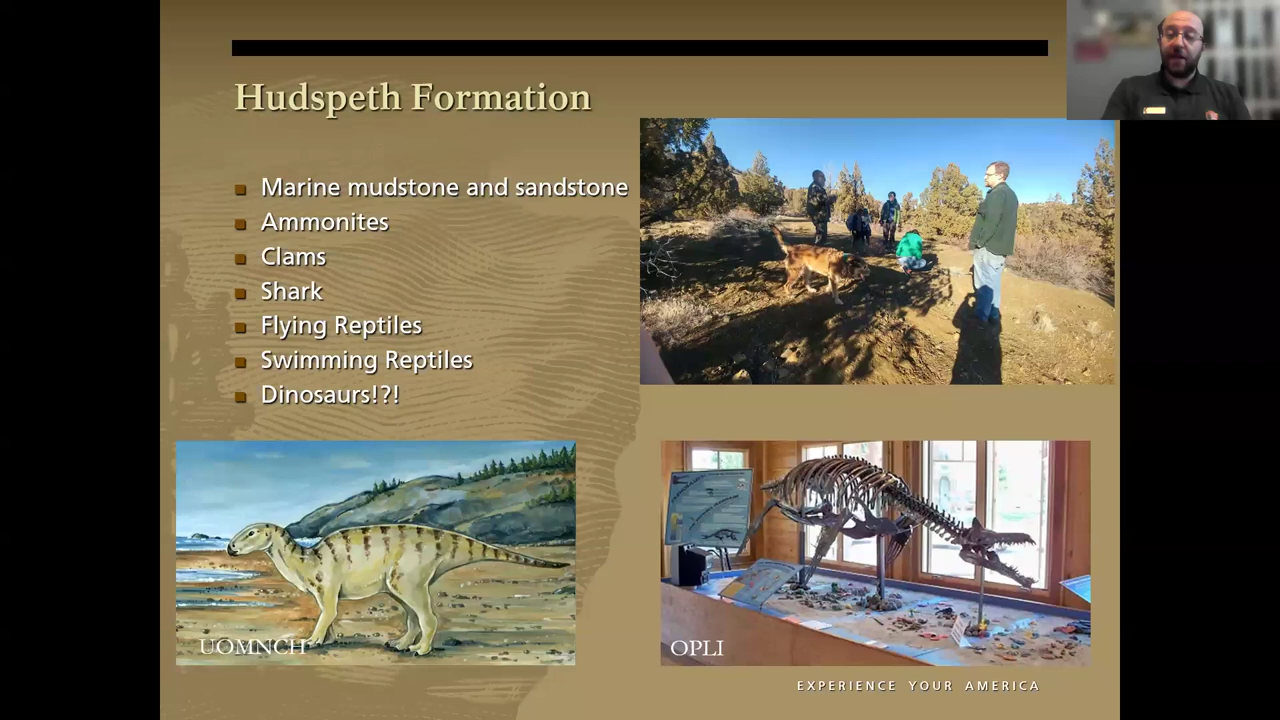 Hudspeth Formation
Marine mudstone and sandstone
Ammonites
Clams
Shark
Flying Reptiles
Swimming Reptiles
Dinosaurs!?!
UOMNCH
OPLI
EXPERIENCE YOUR AMERICA